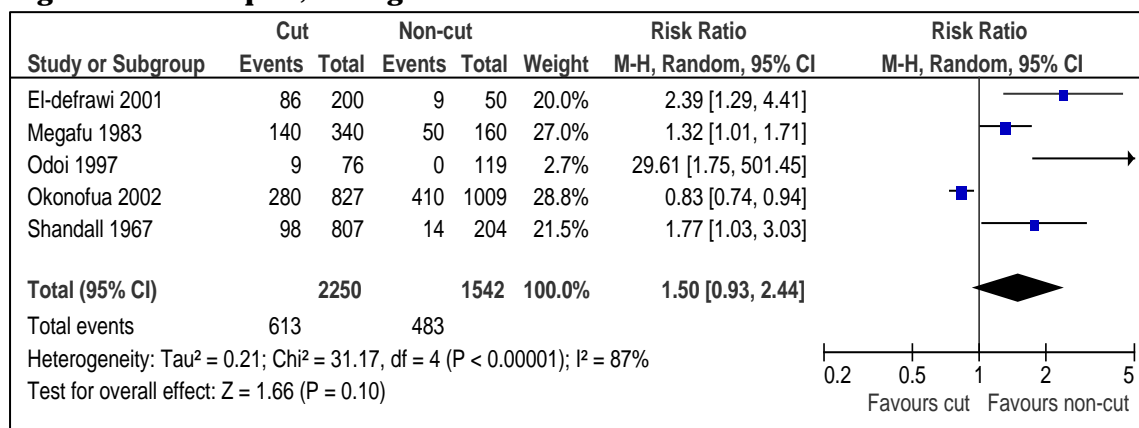 Cut Non-cut Risk Ratio Risk Ratio
Study or Subgroup Events Total Events Total Weight M-H, Random, 95% CI M-H, Random, 95% CI
El-defrawi 2001 86 200 9 50 20.0% 2.39 [1.29, 4.41]
Megafu 1983 140 340 50 160 27.0% 1.32 [1.01, 1.71]
Odoi 1997 9 76 0 119 2.7% 29.61 [1.75, 501.45]
Okonofua 2002 280 827 410 1009 28.8% 0.83 [0.74, 0.94]
Shandall 1967 98 807 14 204 21.5% 1.77 [1.03, 3.03]
Total (95% CI) 2250 1542 100.0% 1.50 [0.93, 2.44]
Total events 613 483
Heterogeneity: Tau² = 0.21; Chi² = 31.17, df = 4 (P < 0.00001); I² = 87%
Test for overall effect: Z = 1.66 (P = 0.10)
0.2 0.5 1 2 5
Favours cut Favours non-cut